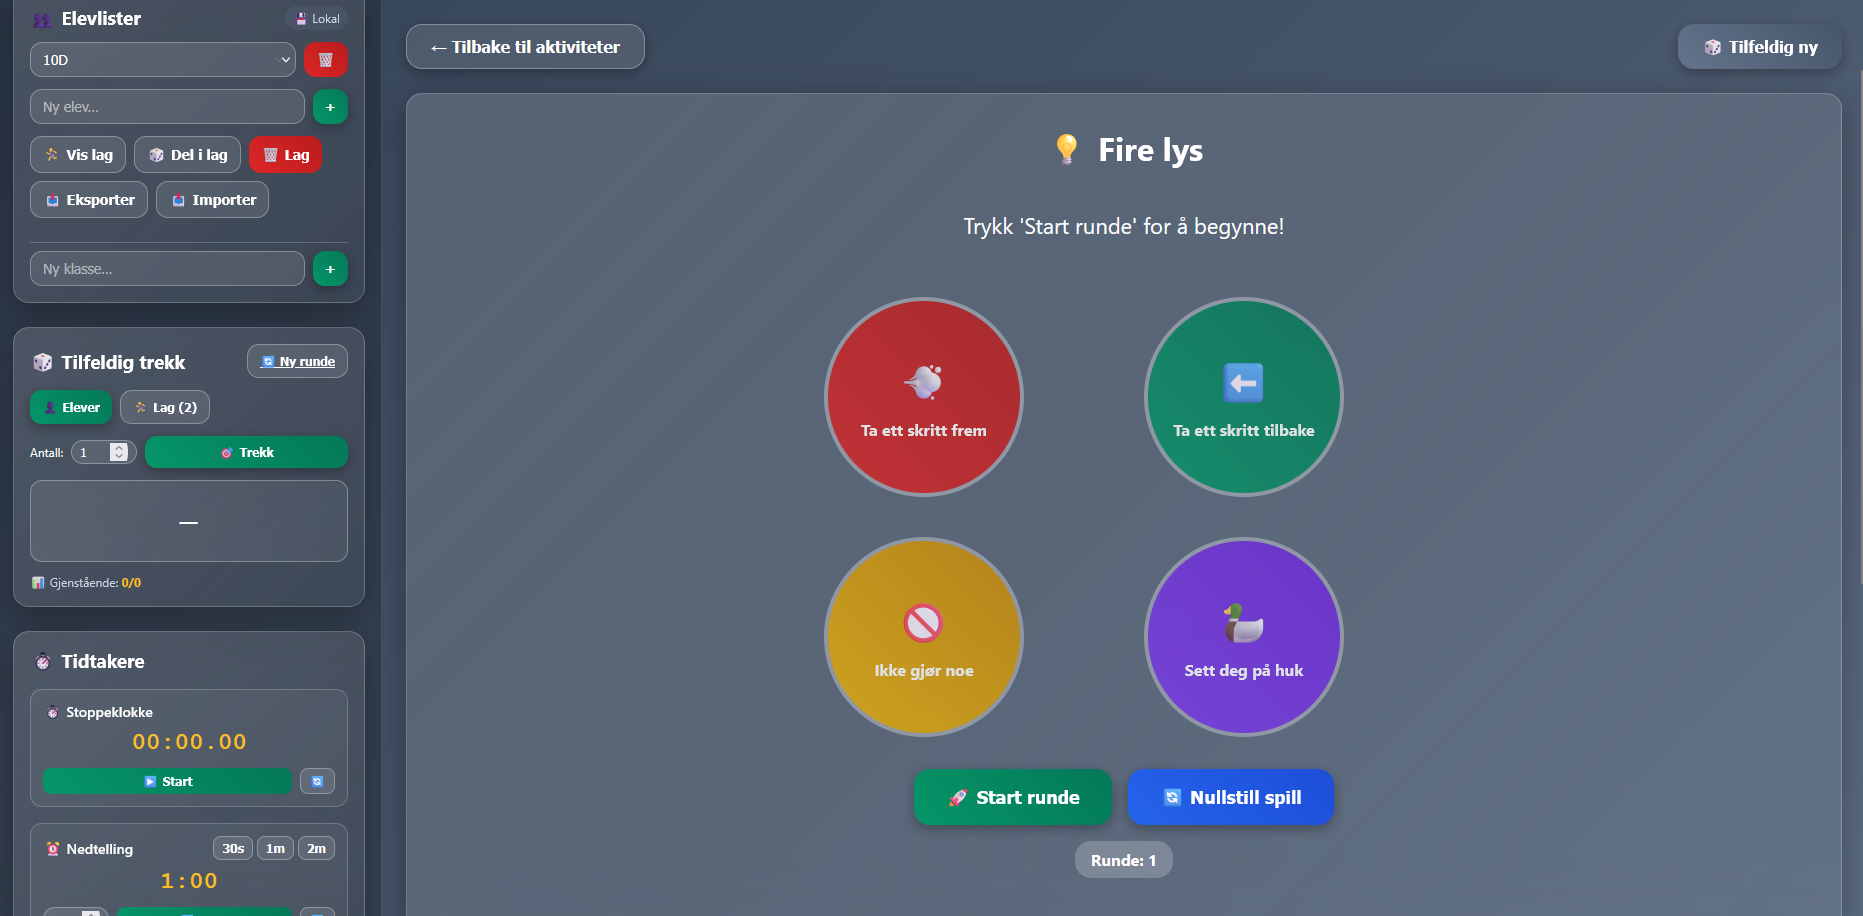 Elevlister
Lokal
10D
Ny elev...
+
Vis lag
Del i lag
Lag
Eksporter
Importer
Ny klasse...
+
Tilfeldig trekk
Ny runde
Elever
Lag (2)
Antall:
1
Trekk
—
Gjenstående: 0/0
Tidtakere
Stoppeklokke
00:00.00
Start
Nedtelling
30s
1m
2m
1:00
← Tilbake til aktiviteter
Tilfeldig ny
Fire lys
Trykk 'Start runde' for å begynne!
Ta ett skritt frem
Ta ett skritt tilbake
Ikke gjør noe
Sett deg på huk
Start runde
Nullstill spill
Runde: 1